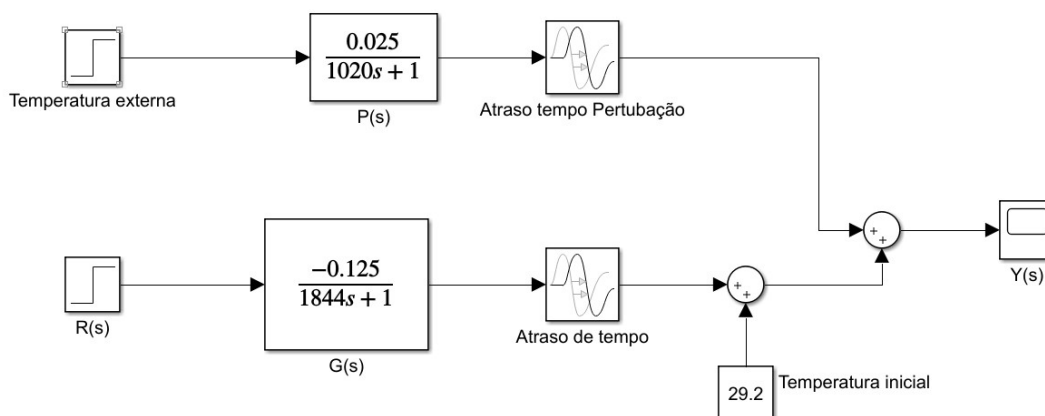 0.025
1020s + 1
Temperatura externa
P(s)
Atraso tempo Pertubação
+
+
Y(s)
−0.125
1844s + 1
+
+
R(s)
G(s)
Atraso de tempo
29.2
Temperatura inicial